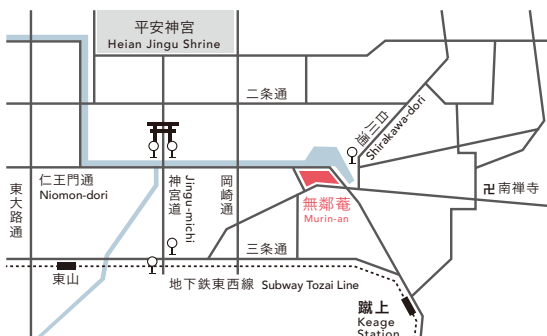 平安神宮
Heian Jingu Shrine
二条通
白川通
Shirakawa-dori
東大路通
仁王門通
Niomon-dori
神宮道
Jingu-michi
岡崎通
無鄰菴
Murin-an
卍南禅寺
三条通
東山
地下鉄東西線 Subway Tozai Line
蹴上
Keage
Station